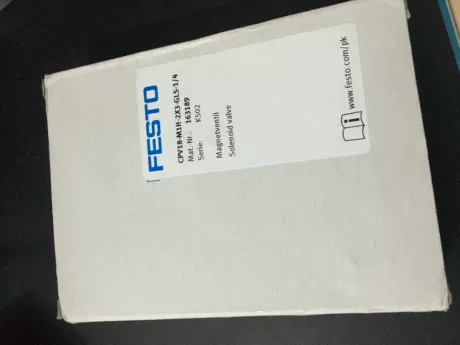 FESTO
CPV18-M1H-2X3-GLS-1/4
Mat.-Nr.: 163189
Serie: K502
Magnetventil
Solenoid valve
www.festo.com/pk